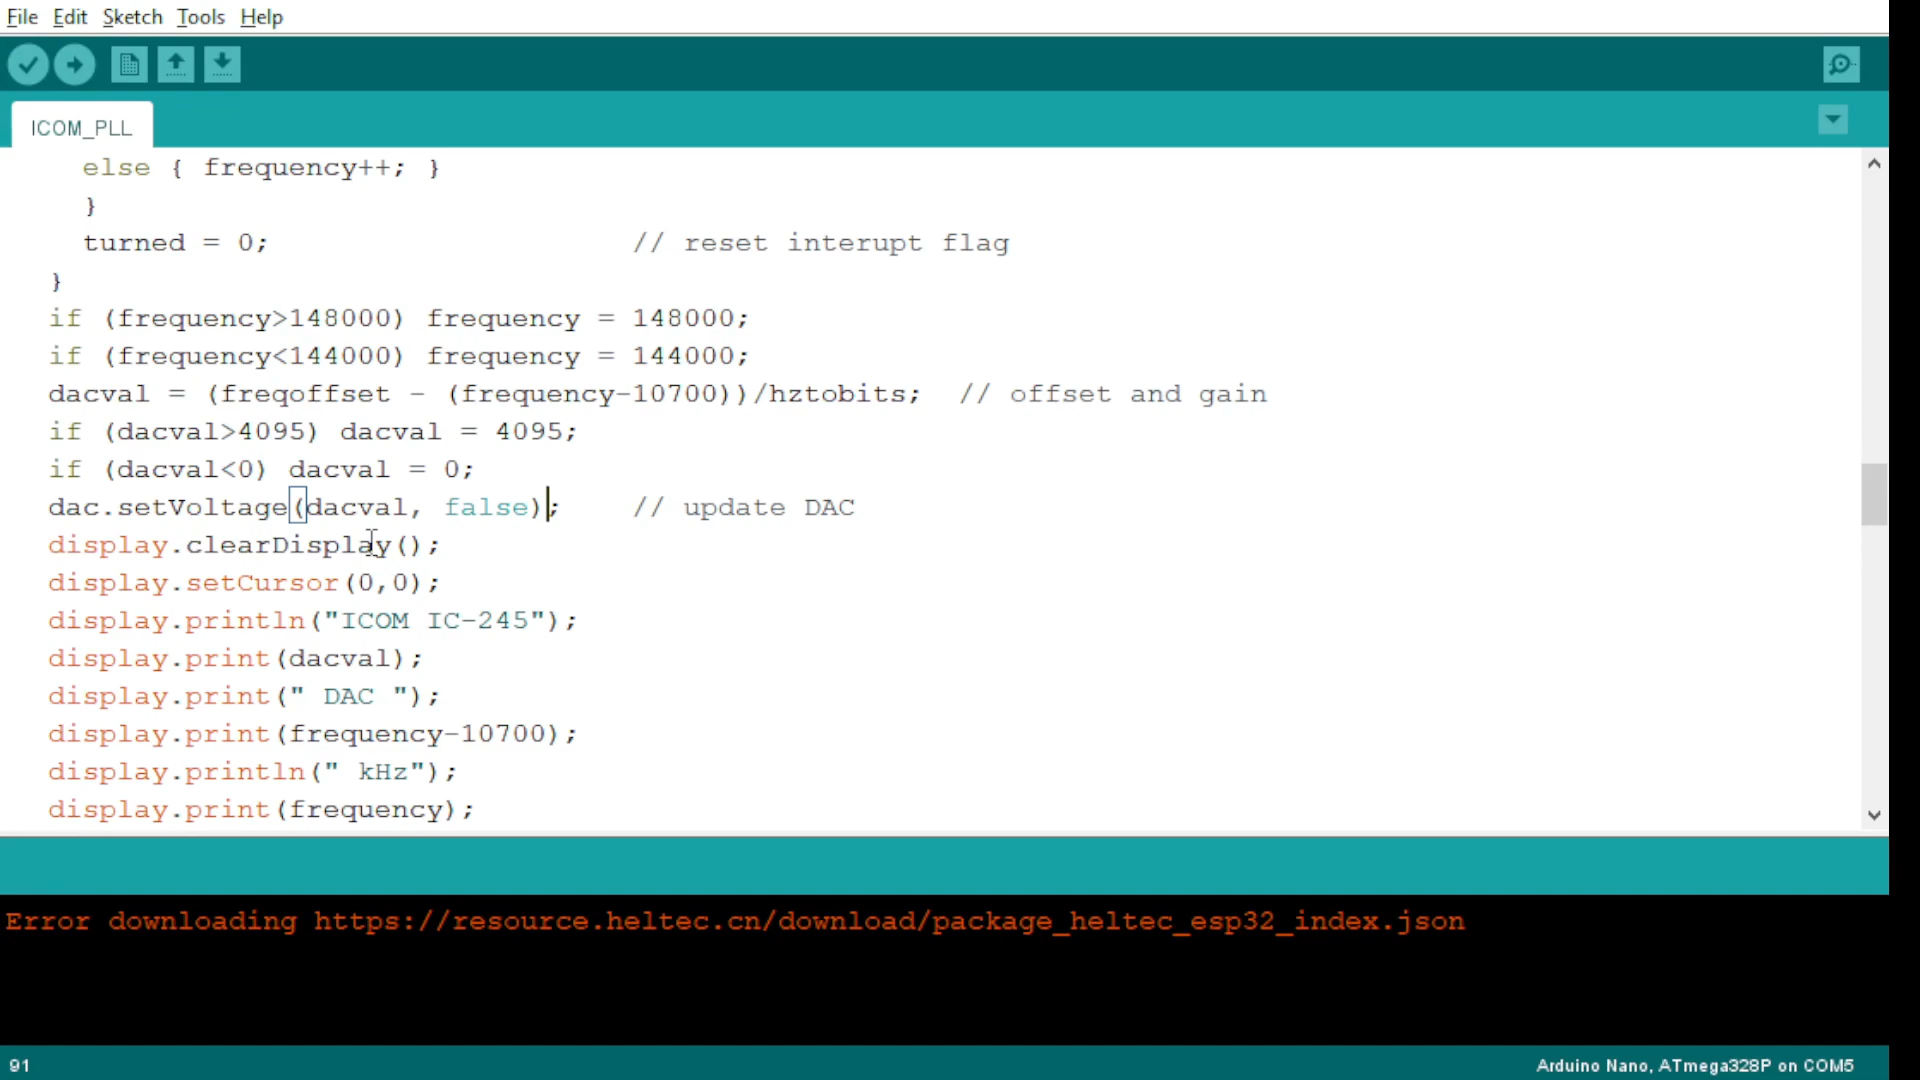 File Edit Sketch Tools Help
ICOM_PLL
else { frequency++; }
}
turned = 0; // reset interupt flag
}
if (frequency>148000) frequency = 148000;
if (frequency<144000) frequency = 144000;
dacval = (freqoffset - (frequency-10700))/hztobits; // offset and gain
if (dacval>4095) dacval = 4095;
if (dacval<0) dacval = 0;
dac.setVoltage(dacval, false); // update DAC
display.clearDisplay();
display.setCursor(0,0);
display.println("ICOM IC-245");
display.print(dacval);
display.print(" DAC ");
display.print(frequency-10700);
display.println(" kHz");
display.print(frequency);
Error downloading https://resource.heltec.cn/download/package_heltec_esp32_index.json
91 Arduino Nano, ATmega328P on COM5